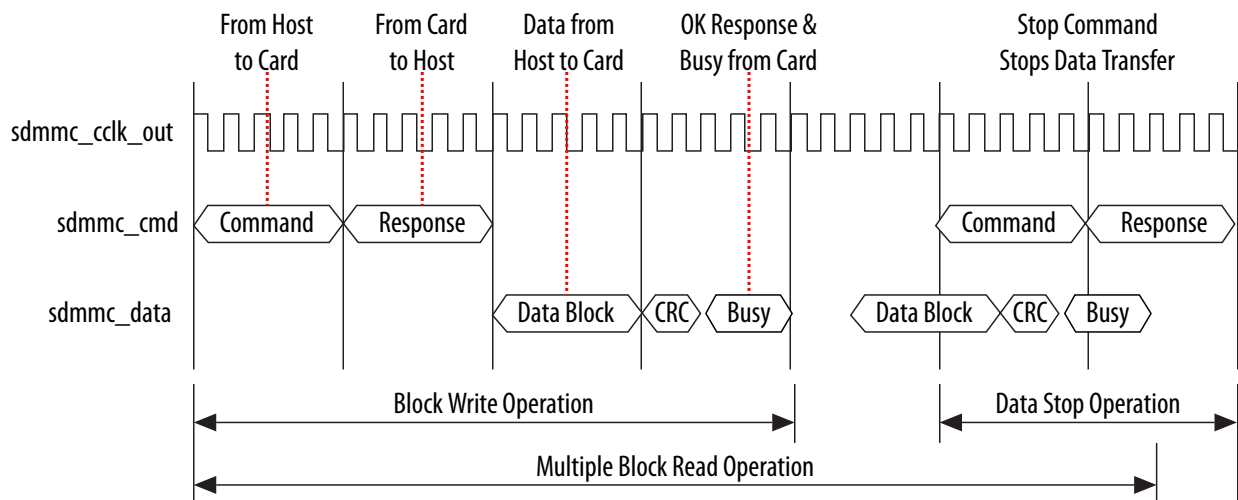 From Host
to Card
From Card
to Host
Data from
Host to Card
OK Response &
Busy from Card
Stop Command
Stops Data Transfer
sdmmc_cclk_out
sdmmc_cmd
Command
Response
Command
Response
sdmmc_data
Data Block
CRC
Busy
Data Block
CRC
Busy
Block Write Operation
Data Stop Operation
Multiple Block Read Operation